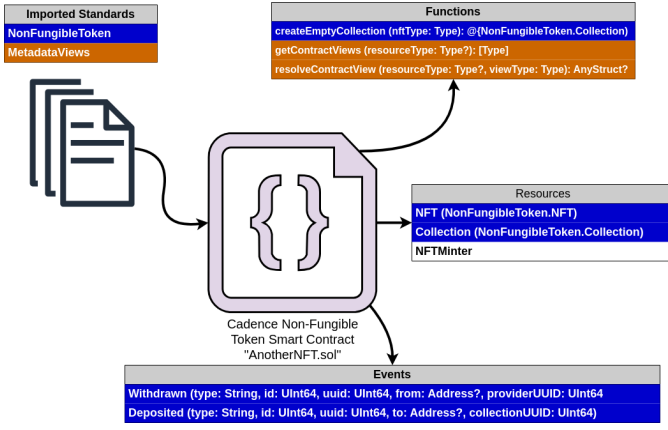 Imported Standards
NonFungibleToken
MetadataViews
Functions
createEmptyCollection (nftType: Type): @{NonFungibleToken.Collection)
getContractViews (resourceType: Type?): [Type]
resolveContractView (resourceType: Type?, viewType: Type): AnyStruct?
{}
Resources
NFT (NonFungibleToken.NFT)
Collection (NonFungibleToken.Collection)
NFTMinter
Cadence Non-Fungible
Token Smart Contract
"AnotherNFT.sol"
Events
Withdrawn (type: String, id: UInt64, uuid: UInt64, from: Address?, providerUUID: UInt64
Deposited (type: String, id: UInt64, uuid: UInt64, to: Address?, collectionUUID: UInt64)